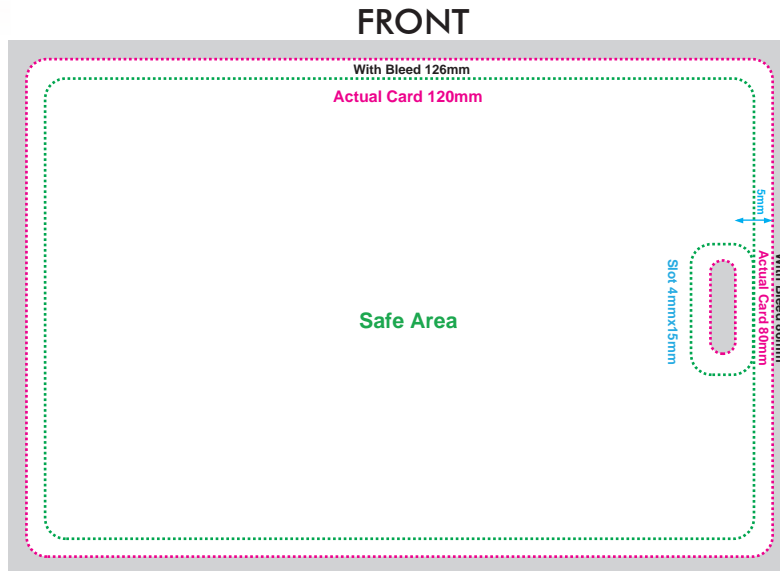 FRONT
With Bleed 126mm
Actual Card 120mm
5mm
Safe Area
Slot 4mmx15mm
Actual Card 80mm